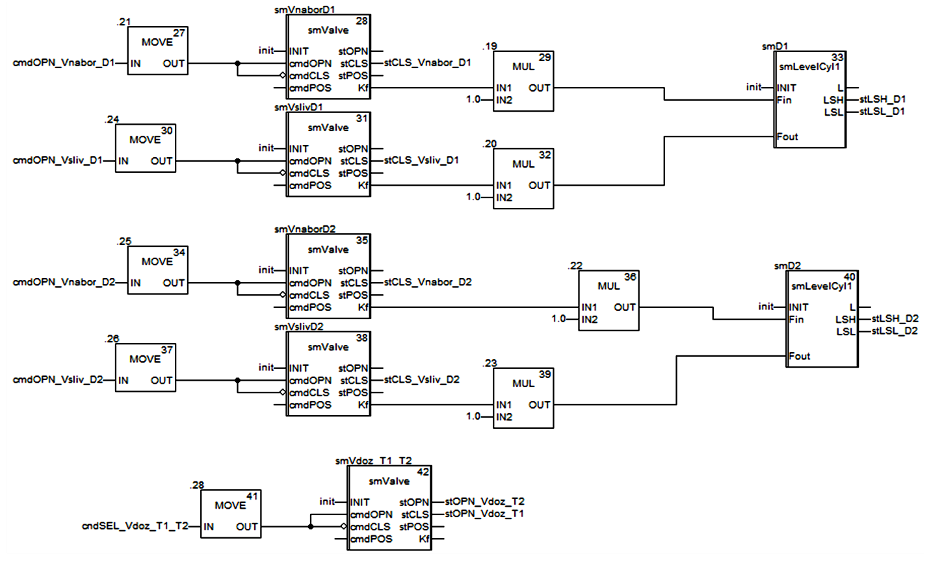 smVnaborD1
.21
27
MOVE
cmdOPN_Vnabor_D1
IN OUT
28
smValve
init
INIT stOPN
cmdOPN stCLS
stCLS_Vnabor_D1
cmdCLS stPOS
cmdPOS Kf
.19
29
MUL
IN1 OUT
1.0
IN2
smD1
33
smLevelCyl1
init
INIT L
Fin LSH
stLSH_D1
LSL
stLSL_D1
Fout
smVslivD1
.24
30
MOVE
cmdOPN_Vsliv_D1
IN OUT
31
smValve
init
INIT stOPN
cmdOPN stCLS
stCLS_Vsliv_D1
cmdCLS stPOS
cmdPOS Kf
.20
32
MUL
IN1 OUT
1.0
IN2
smVnaborD2
.25
34
MOVE
cmdOPN_Vnabor_D2
IN OUT
35
smValve
init
INIT stOPN
cmdOPN stCLS
stCLS_Vnabor_D2
cmdCLS stPOS
cmdPOS Kf
.22
36
MUL
IN1 OUT
1.0
IN2
smD2
40
smLevelCyl1
init
INIT L
Fin LSH
stLSH_D2
LSL
stLSL_D2
Fout
smVslivD2
.26
37
MOVE
cmdOPN_Vsliv_D2
IN OUT
38
smValve
init
INIT stOPN
cmdOPN stCLS
stCLS_Vsliv_D2
cmdCLS stPOS
cmdPOS Kf
.23
39
MUL
IN1 OUT
1.0
IN2
smVdoz_T1_T2
.28
41
MOVE
cndSEL_Vdoz_T1_T2
IN OUT
42
smValve
init
INIT stOPN
stOPN_Vdoz_T2
cmdOPN stCLS
stOPN_Vdoz_T1
cmdCLS stPOS
cmdPOS Kf